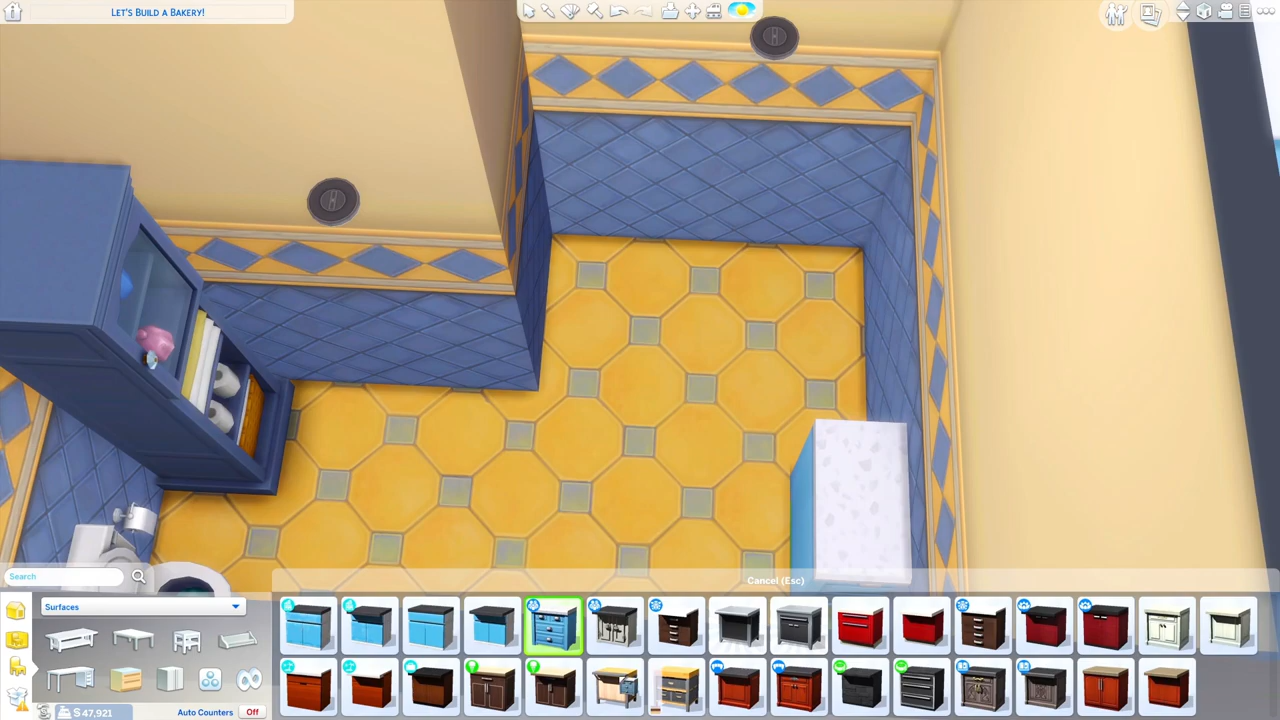 LET'S BUILD A BAKERY!
Cancel (Esc)
Search
Surfaces
§47,921
Auto Counters
Off